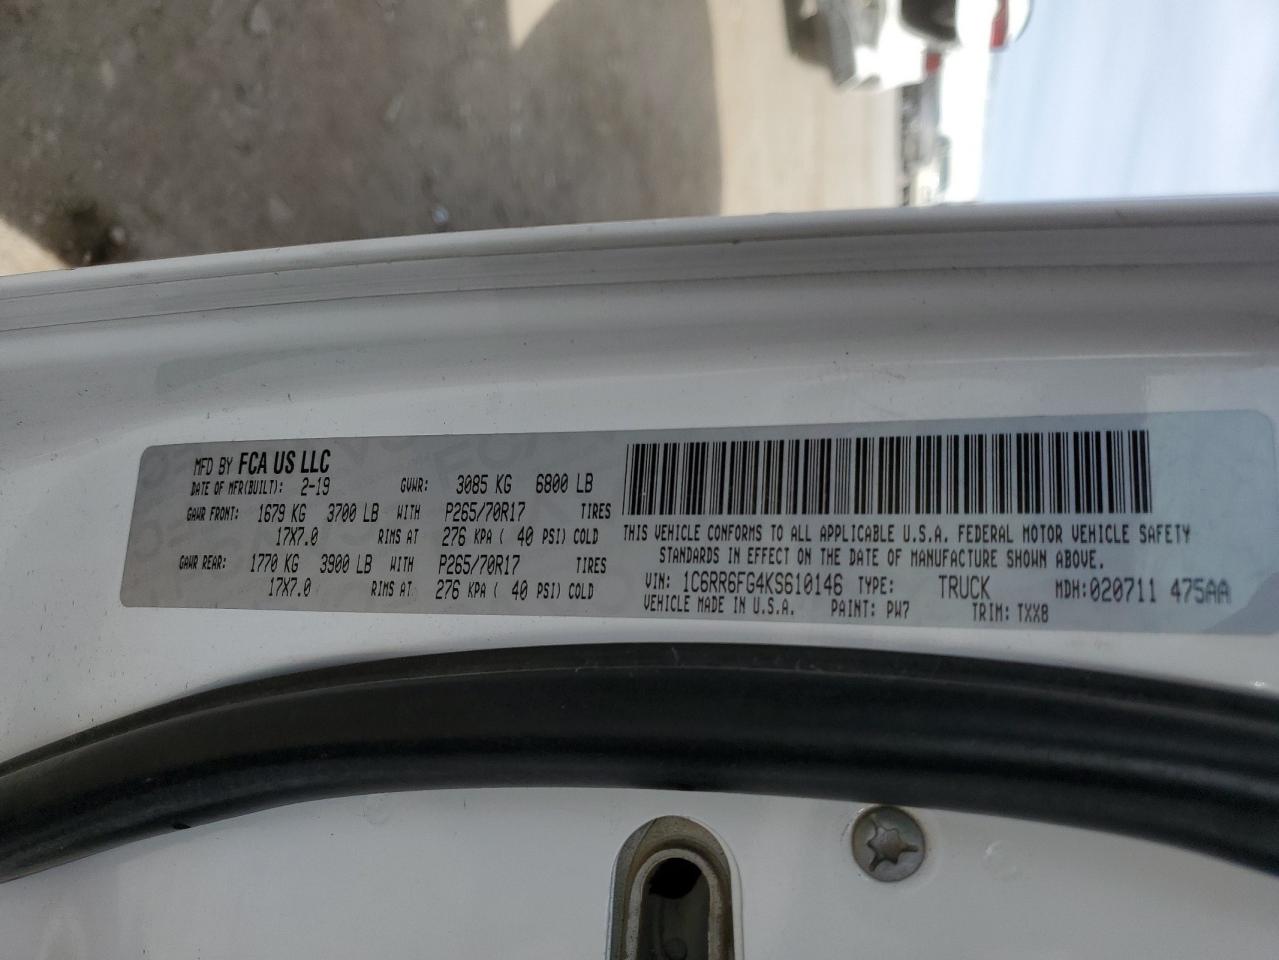 MFD BY FCA US LLC
DATE OF MFR(BUILT): 2-19 GVWR: 3085 KG 6800 LB
GAWR FRONT: 1679 KG 3700 LB WITH P265/70R17 TIRES
17X7.0 RIMS AT 276 KPA ( 40 PSI) COLD
GAWR REAR: 1770 KG 3900 LB WITH P265/70R17 TIRES
17X7.0 RIMS AT 276 KPA ( 40 PSI) COLD
THIS VEHICLE CONFORMS TO ALL APPLICABLE U.S.A. FEDERAL MOTOR VEHICLE SAFETY
STANDARDS IN EFFECT ON THE DATE OF MANUFACTURE SHOWN ABOVE.
VIN: 1C6RR6FG4KS610146 TYPE: TRUCK MDH:020711 475AA
VEHICLE MADE IN U.S.A. PAINT: PW7 TRIM: TXX8